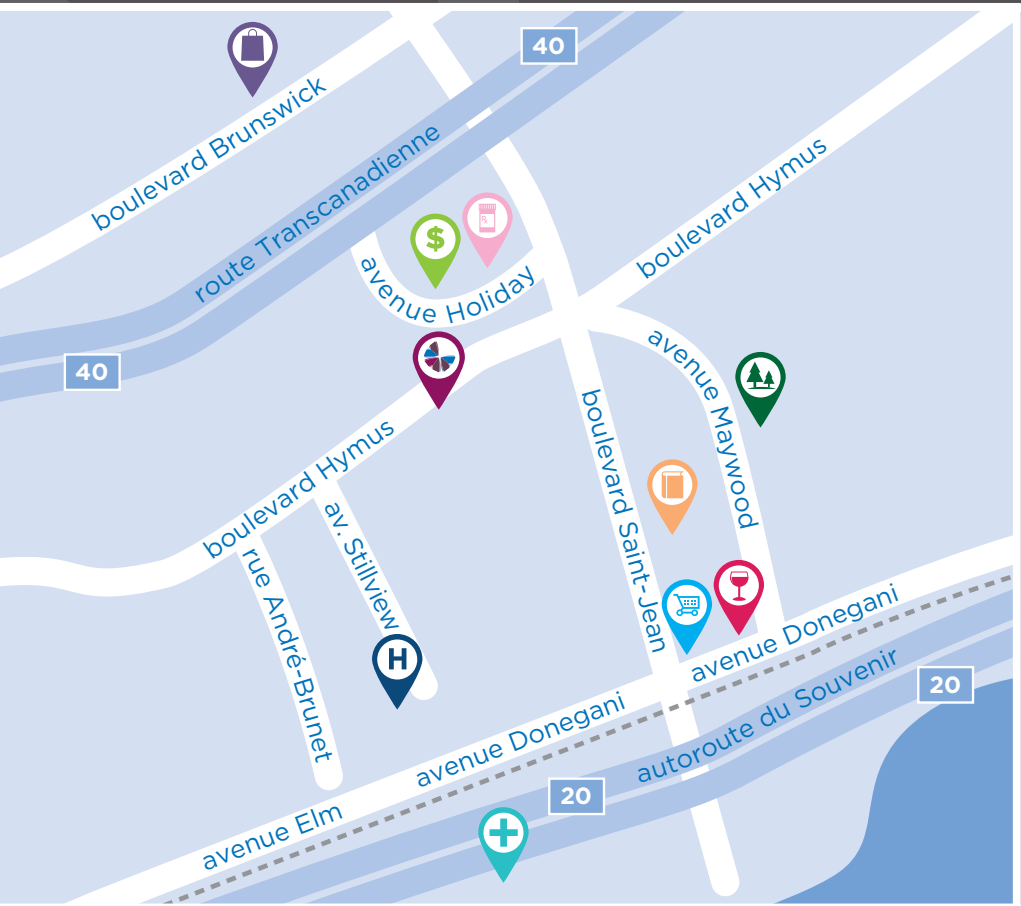 40
boulevard Brunswick
route Transcanadienne
boulevard Hymus
$
Rx
avenue Holiday
avenue Maywood
40
boulevard Saint-Jean
boulevard Hymus
av. Stillview
rue André-Brunet
H
avenue Donegani
autoroute du Souvenir
20
avenue Donegani
20
avenue Elm